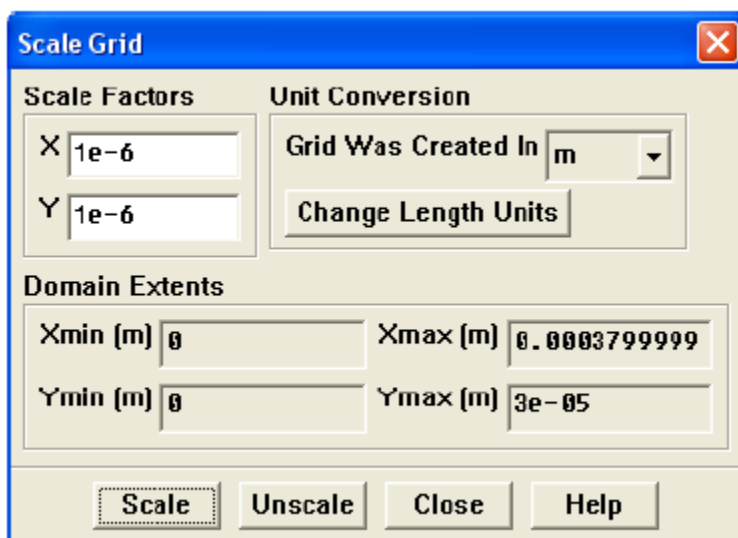 Scale Grid
Scale Factors
X 1e-6
Y 1e-6
Unit Conversion
Grid Was Created In m
Change Length Units
Domain Extents
Xmin (m) 0 Xmax (m) 0.0003799999
Ymin (m) 0 Ymax (m) 3e-05
Scale Unscale Close Help